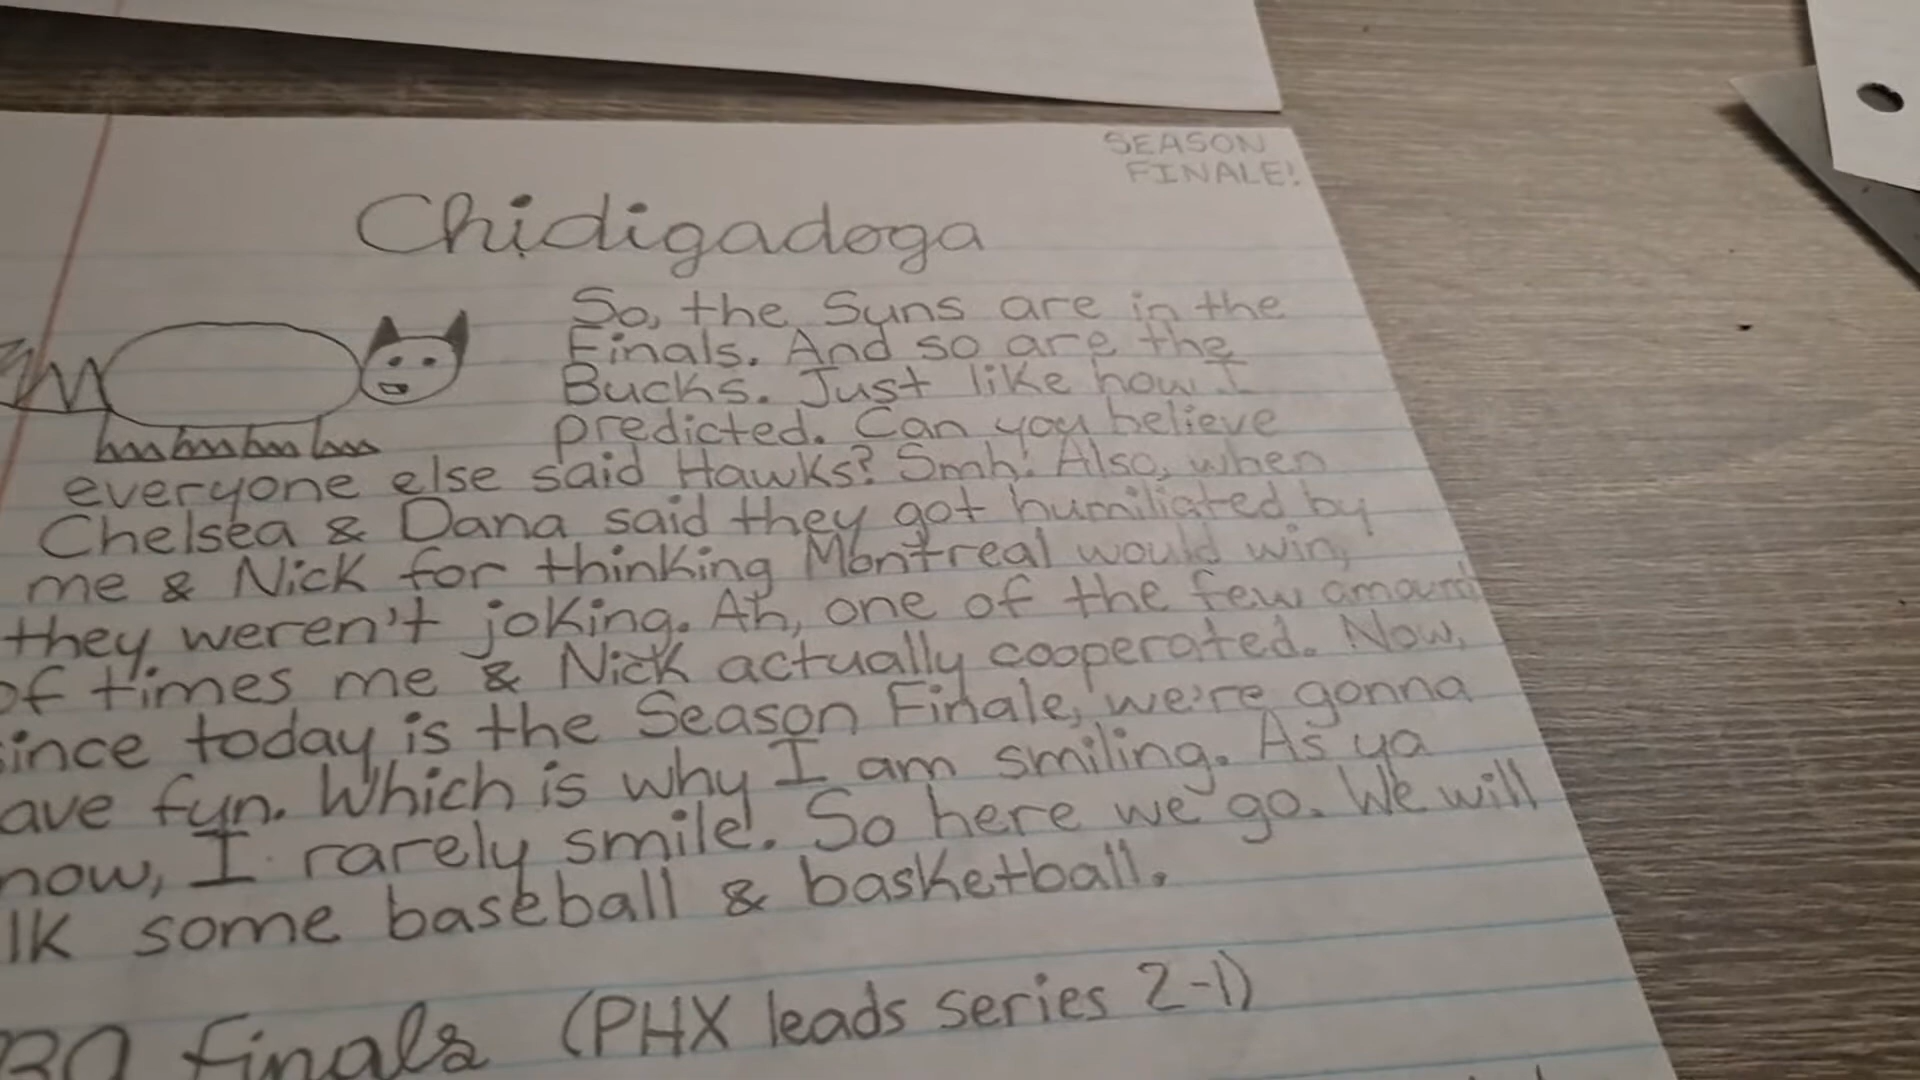 SEASON
FINALE!
Chidigadoga
So, the Suns are in the
Finals. And so are the
Bucks. Just like how I
predicted. Can you believe
everyone else said Hawks? Smh! Also, when
Chelsea & Dana said they got humiliated by
me & Nick for thinking Montreal would win,
they weren't joking. Ah, one of the few amount
of times me & Nick actually cooperated. Now,
since today is the Season Finale, we're gonna
ave fun. Which is why I am smiling. As ya
now, I rarely smile. So here we go. We will
lk some baseball & basketball.
finals (PHX leads series 2-1)